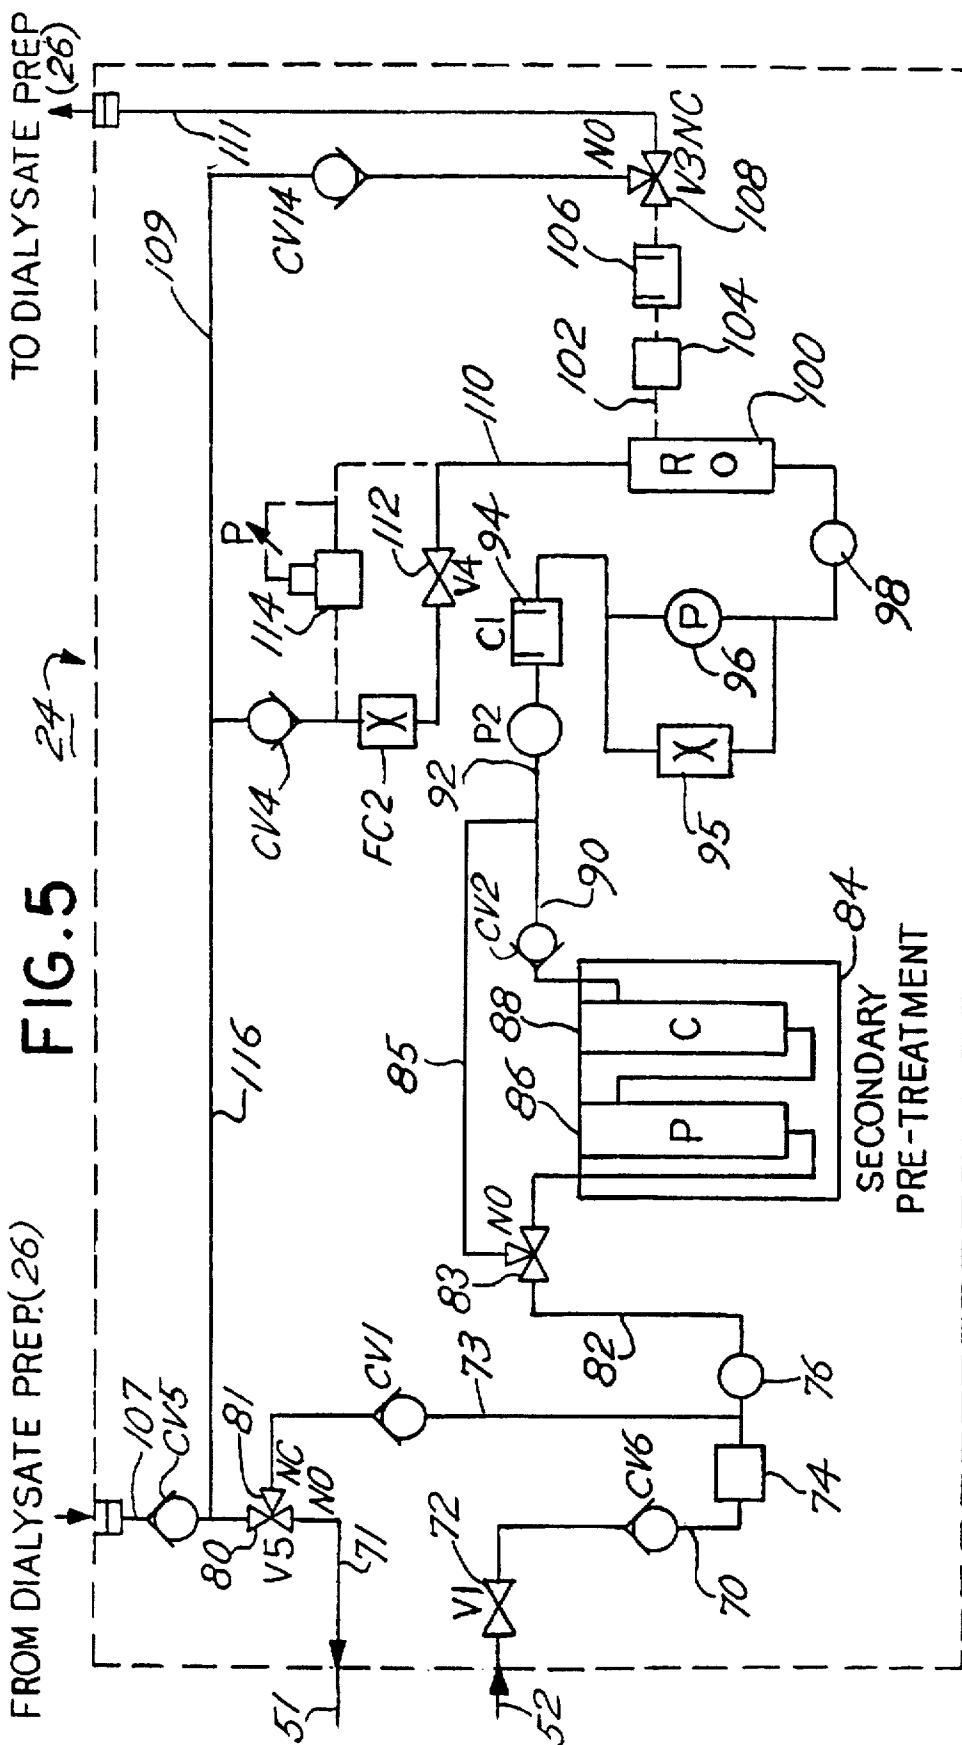 FIG. 5
24
FROM DIALYSATE PREP. (26)
TO DIALYSATE PREP
(26)
107
CV5
81
80
V5
NC
NO
71
51
116
109
111
CV14
CV4
114
P
FC2
112
V4
110
CV1
73
85
83
NO
86
88
CV2
90
92
P2
C1
94
102
106
104
NO
V3
NC
108
V1
72
52
CV6
70
74
76
82
P
C
84
SECONDARY
PRE-TREATMENT
95
P
96
98
R
O
100